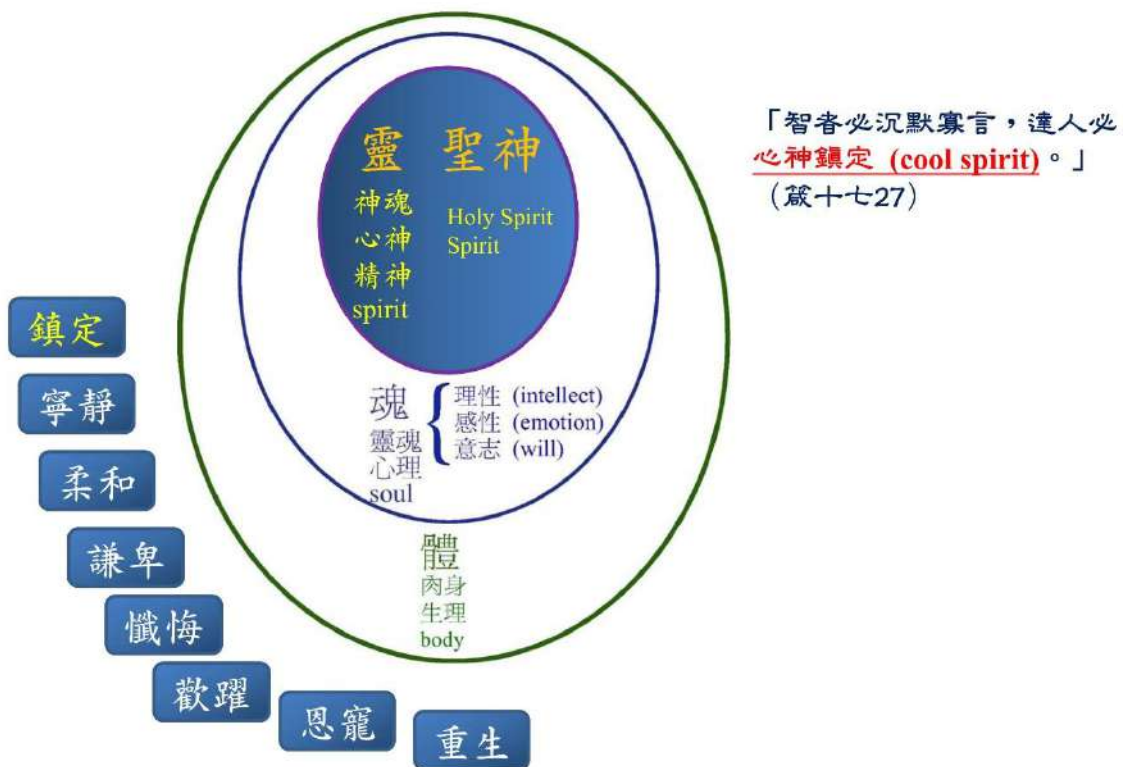 靈 聖神
神魂
心神
精神
spirit
Holy Spirit
Spirit
魂
靈魂
心理
soul
{ 理性 (intellect)
感性 (emotion)
意志 (will)
體
肉身
生理
body
「智者必沉默寡言，達人必
心神鎮定 (cool spirit)。」
（箴十七27）
鎮定
寧靜
柔和
謙卑
懺悔
歡躍
恩寵
重生